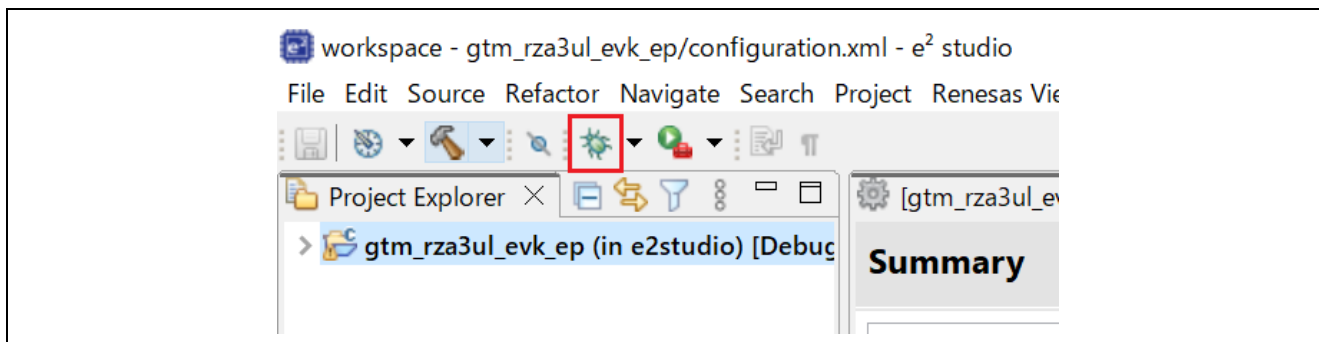 workspace - gtm_rza3ul_evk_ep/configuration.xml - e² studio
File Edit Source Refactor Navigate Search Project Renesas Vie
Project Explorer
[gtm_rza3ul_ev
gtm_rza3ul_evk_ep (in e2studio) [Debug
Summary